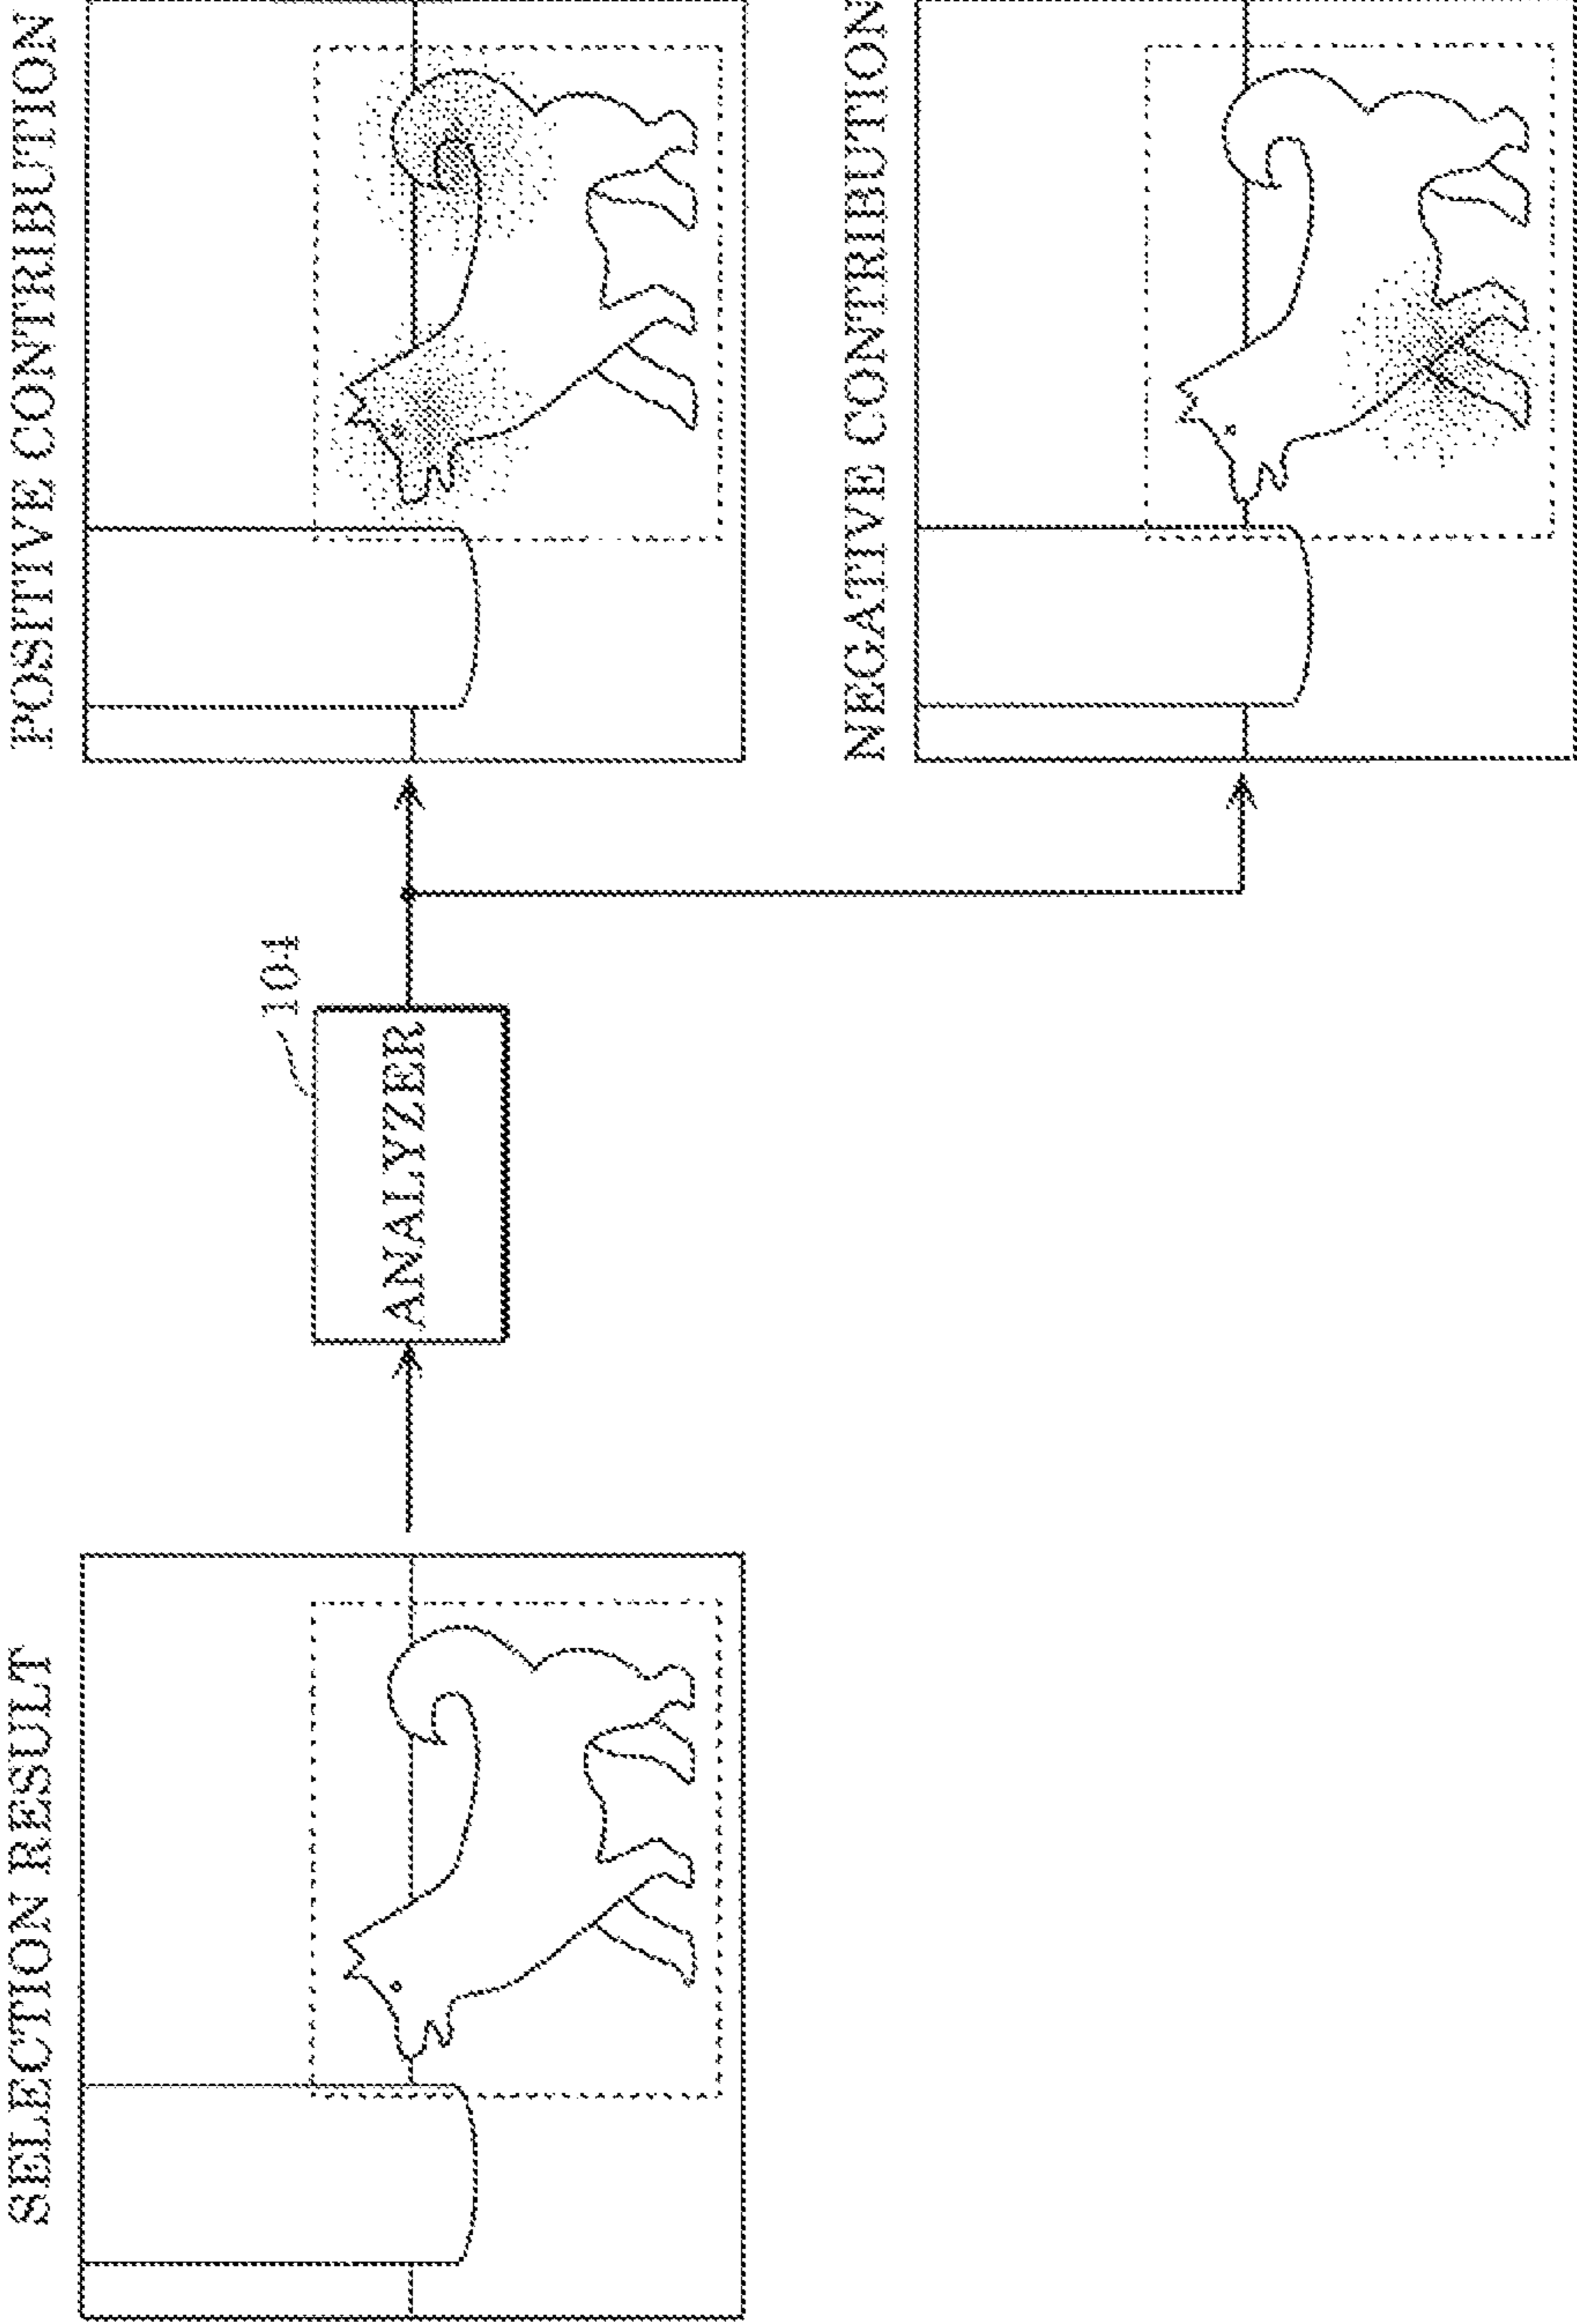 SELECTION RESULT
104
ANALYZER
POSITIVE CONTRIBUTION
NEGATIVE CONTRIBUTION